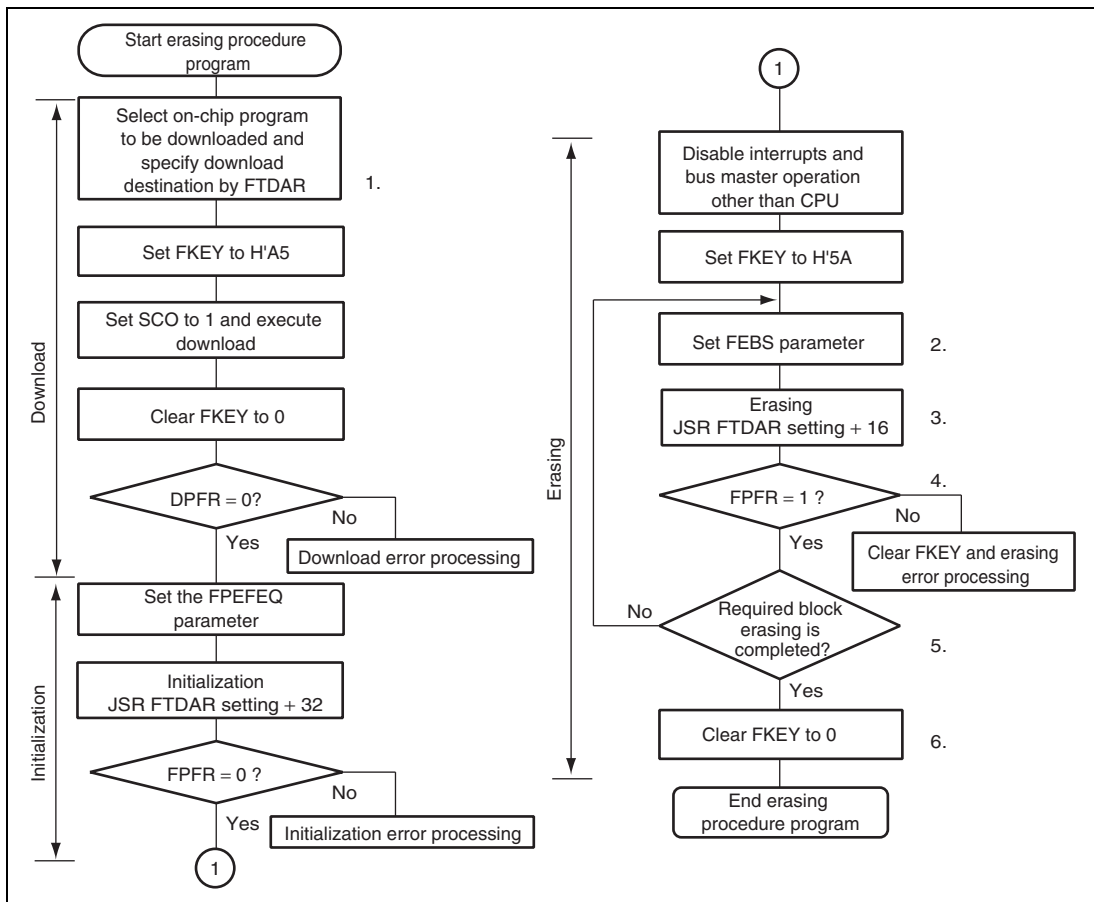 Start erasing procedure
program
Select on-chip program
to be downloaded and
specify download
destination by FTDAR
1.
Set FKEY to H'A5
Set SCO to 1 and execute
download
Clear FKEY to 0
DPFR = 0?
No
Yes
Download error processing
Download
Set the FPEFEQ
parameter
Initialization
JSR FTDAR setting + 32
FPFR = 0 ?
No
Yes
Initialization error processing
Initialization
1
1
Disable interrupts and
bus master operation
other than CPU
Set FKEY to H'5A
Set FEBS parameter
2.
Erasing
JSR FTDAR setting + 16
3.
4.
FPFR = 1 ?
No
Yes
Clear FKEY and erasing
error processing
Erasing
No
Required block
erasing is
completed?
5.
Yes
Clear FKEY to 0
6.
End erasing
procedure program